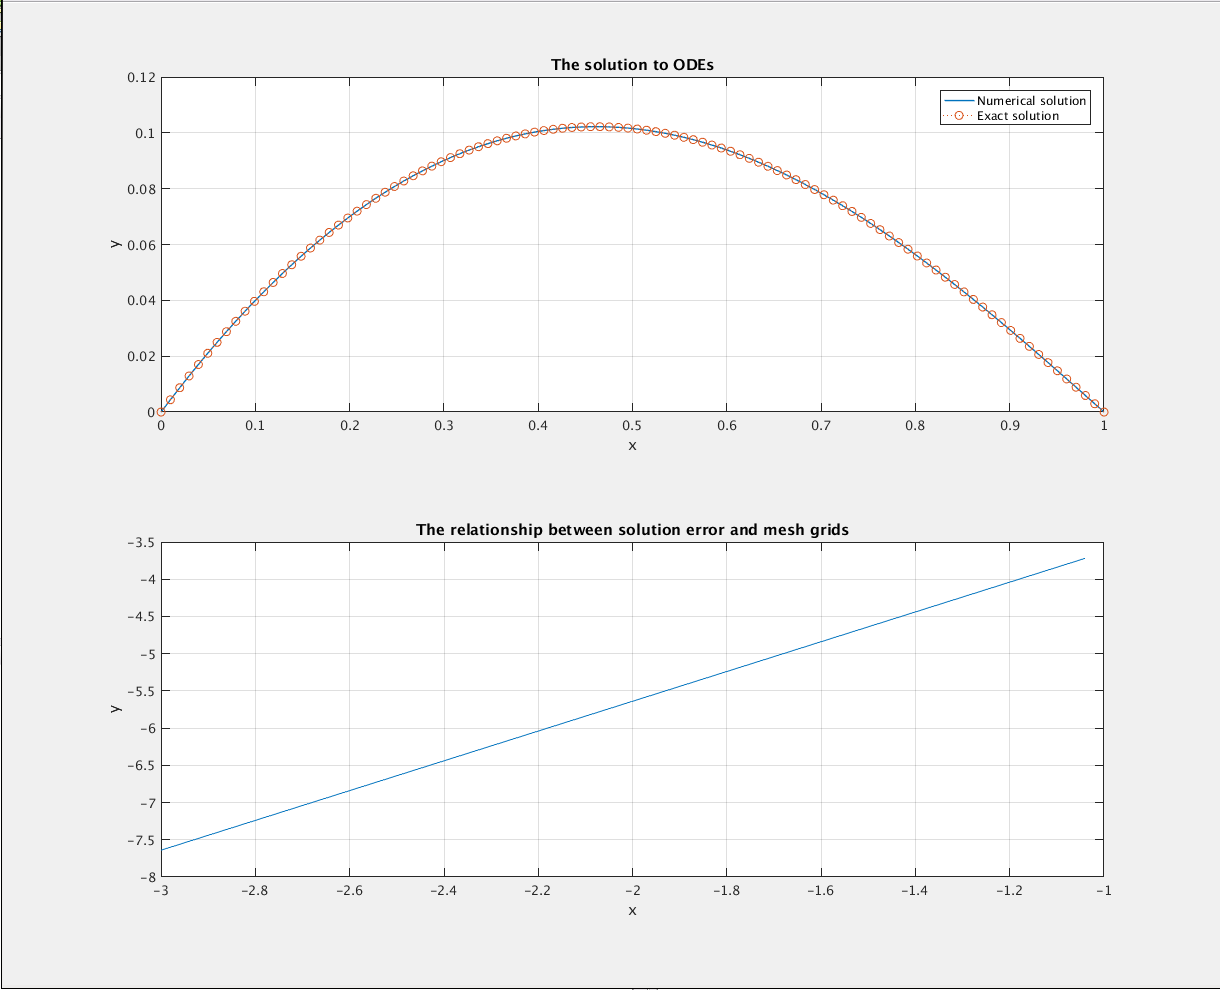 The solution to ODEs
0.12
0.1
0.08
0.06
0.04
0.02
0
y
Numerical solution
Exact solution
0 0.1 0.2 0.3 0.4 0.5 0.6 0.7 0.8 0.9 1
x
The relationship between solution error and mesh grids
-3.5
-4
-4.5
-5
-5.5
-6
-6.5
-7
-7.5
-8
y
-3 -2.8 -2.6 -2.4 -2.2 -2 -1.8 -1.6 -1.4 -1.2 -1
x